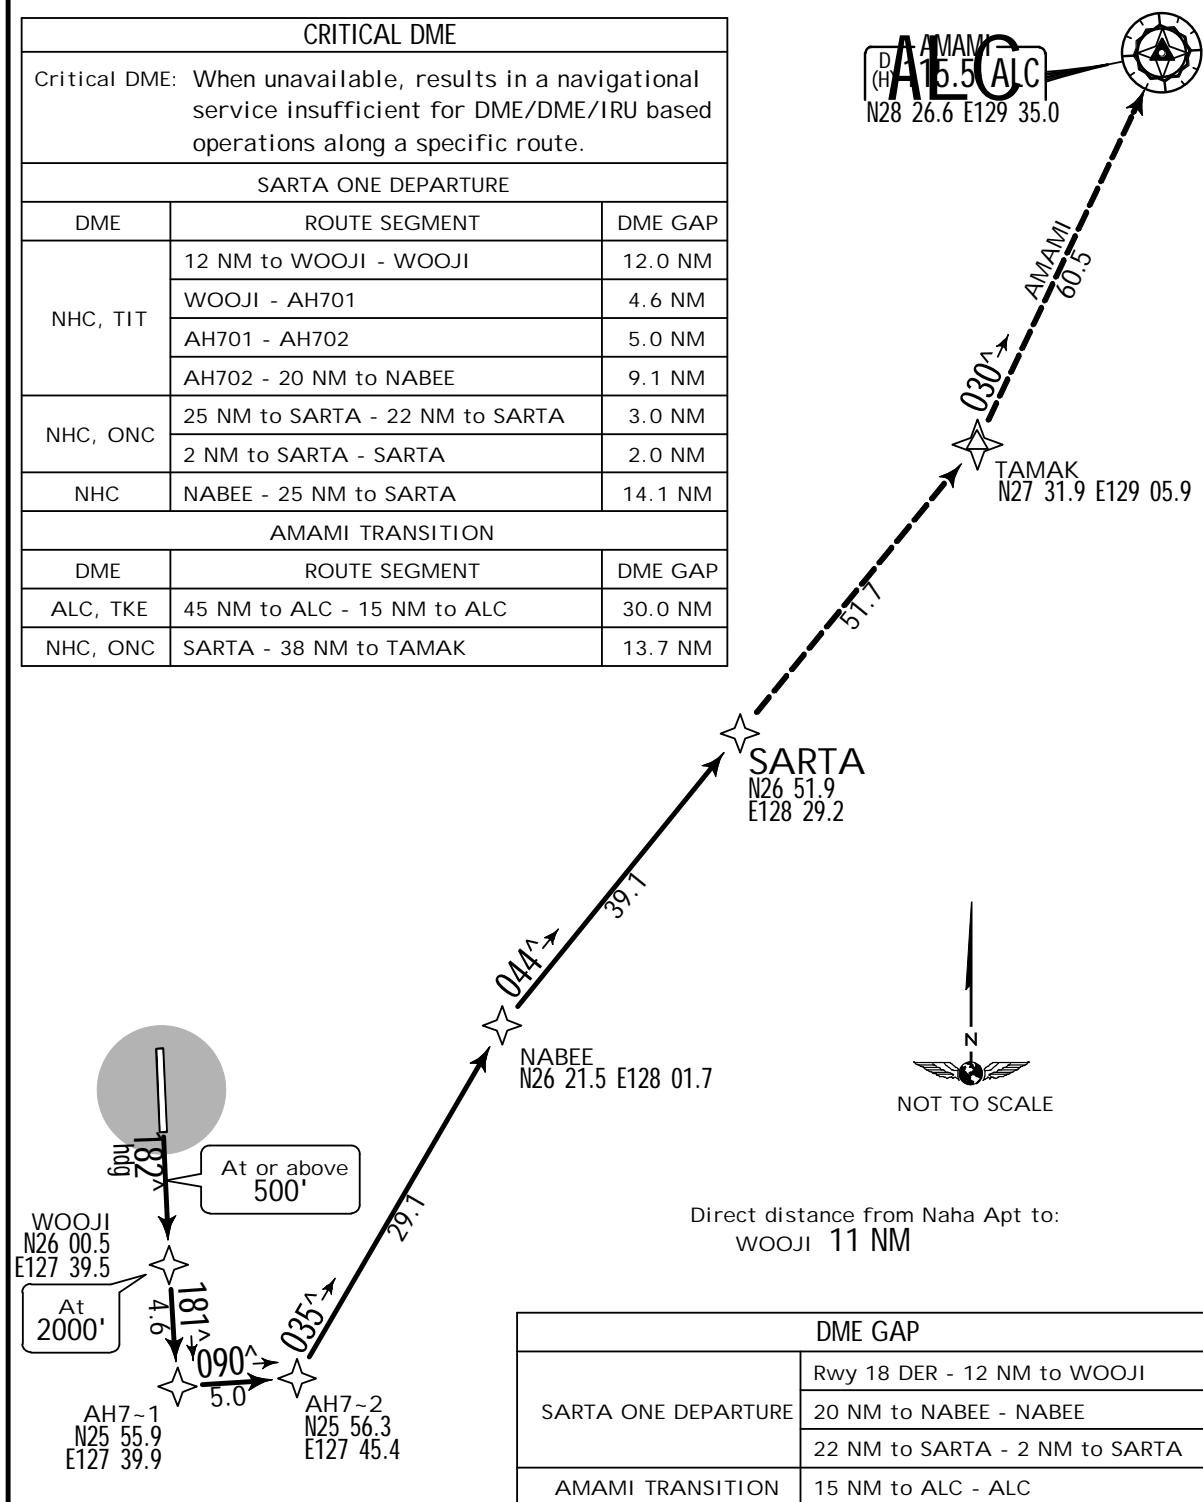 CRITICAL DME
Critical DME: When unavailable, results in a navigational
service insufficient for DME/DME/IRU based
operations along a specific route.
SARTA ONE DEPARTURE
DME ROUTE SEGMENT DME GAP
NHC, TIT
12 NM to WOOJI - WOOJI 12.0 NM
WOOJI - AH701 4.6 NM
AH701 - AH702 5.0 NM
AH702 - 20 NM to NABEE 9.1 NM
NHC, ONC
25 NM to SARTA - 22 NM to SARTA 3.0 NM
2 NM to SARTA - SARTA 2.0 NM
NHC NABEE - 25 NM to SARTA 14.1 NM
AMAMI TRANSITION
DME ROUTE SEGMENT DME GAP
ALC, TKE 45 NM to ALC - 15 NM to ALC 30.0 NM
NHC, ONC SARTA - 38 NM to TAMAK 13.7 NM
AMAMI
D
(H) 115.5 ALC
ALC
N28 26.6 E129 35.0
AMAMI
60.5
030^
TAMAK
N27 31.9 E129 05.9
51.7
SARTA
N26 51.9
E128 29.2
39.1
044^
NABEE
N26 21.5 E128 01.7
N
NOT TO SCALE
182^
hdg
At or above
500'
29.1
WOOJI
N26 00.5
E127 39.5
At
2000'
181^
4.6
090^
5.0
035^
AH7~1
N25 55.9
E127 39.9
AH7~2
N25 56.3
E127 45.4
Direct distance from Naha Apt to:
WOOJI 11 NM
DME GAP
SARTA ONE DEPARTURE
Rwy 18 DER - 12 NM to WOOJI
20 NM to NABEE - NABEE
22 NM to SARTA - 2 NM to SARTA
AMAMI TRANSITION 15 NM to ALC - ALC